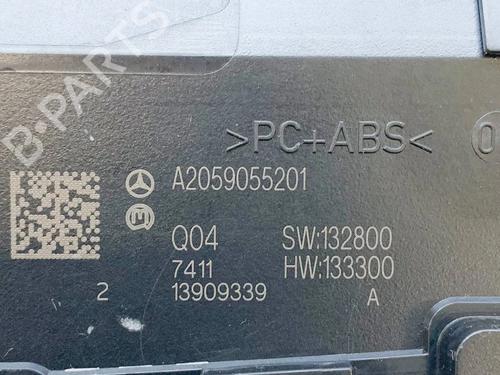 B-PARTS
>PC+ABS<
A2059055201
Q04 SW:132800
7411 HW:133300
2 13909339 A